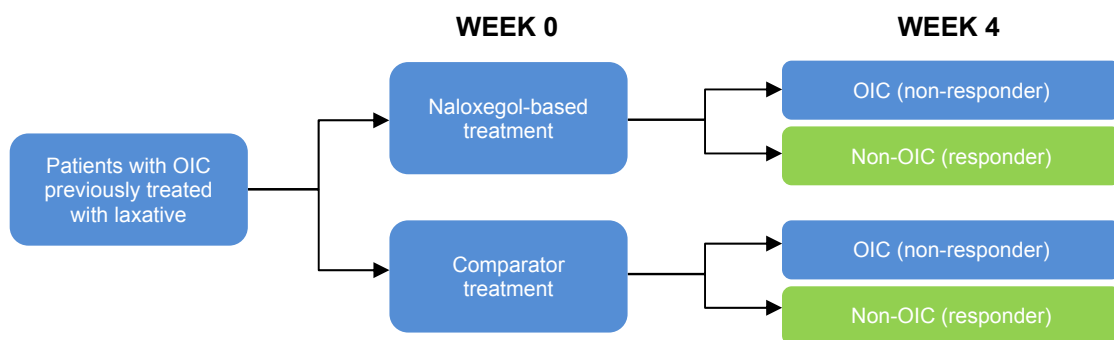 WEEK 0
WEEK 4
Patients with OIC
previously treated
with laxative
Naloxegol-based
treatment
OIC (non-responder)
Non-OIC (responder)
Comparator
treatment
OIC (non-responder)
Non-OIC (responder)